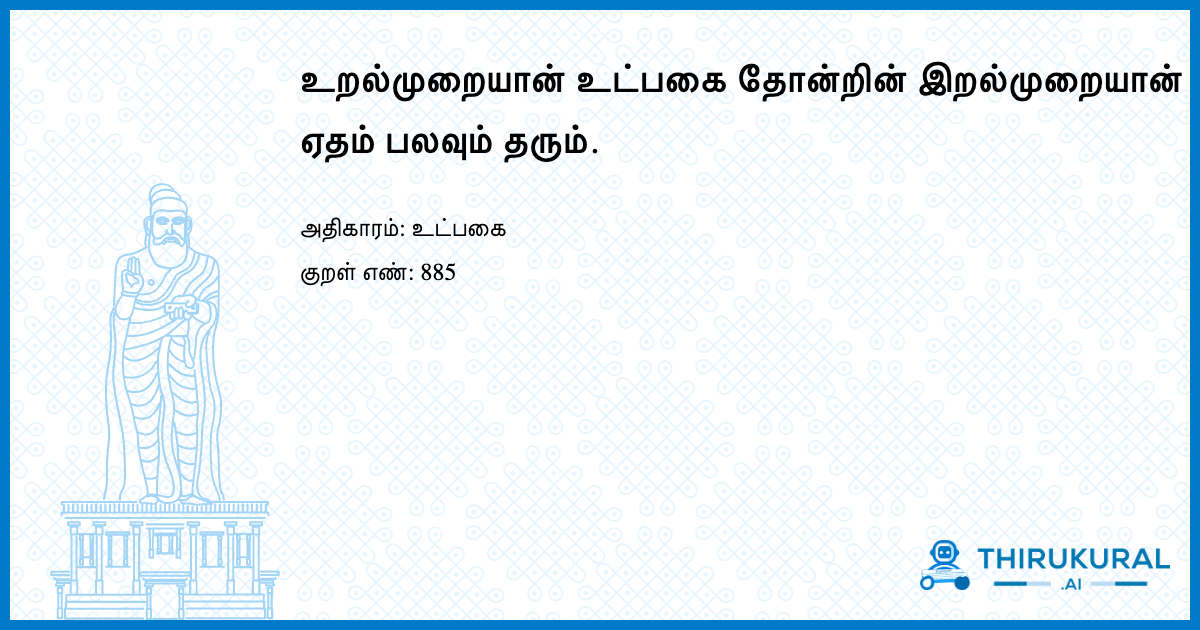 உறல்முறையான் உட்பகை தோன்றின் இறல்முறையான்
ஏதம் பலவும் தரும்.
அதிகாரம்: உட்பகை
குறள் எண்: 885
THIRUKURAL
.AI